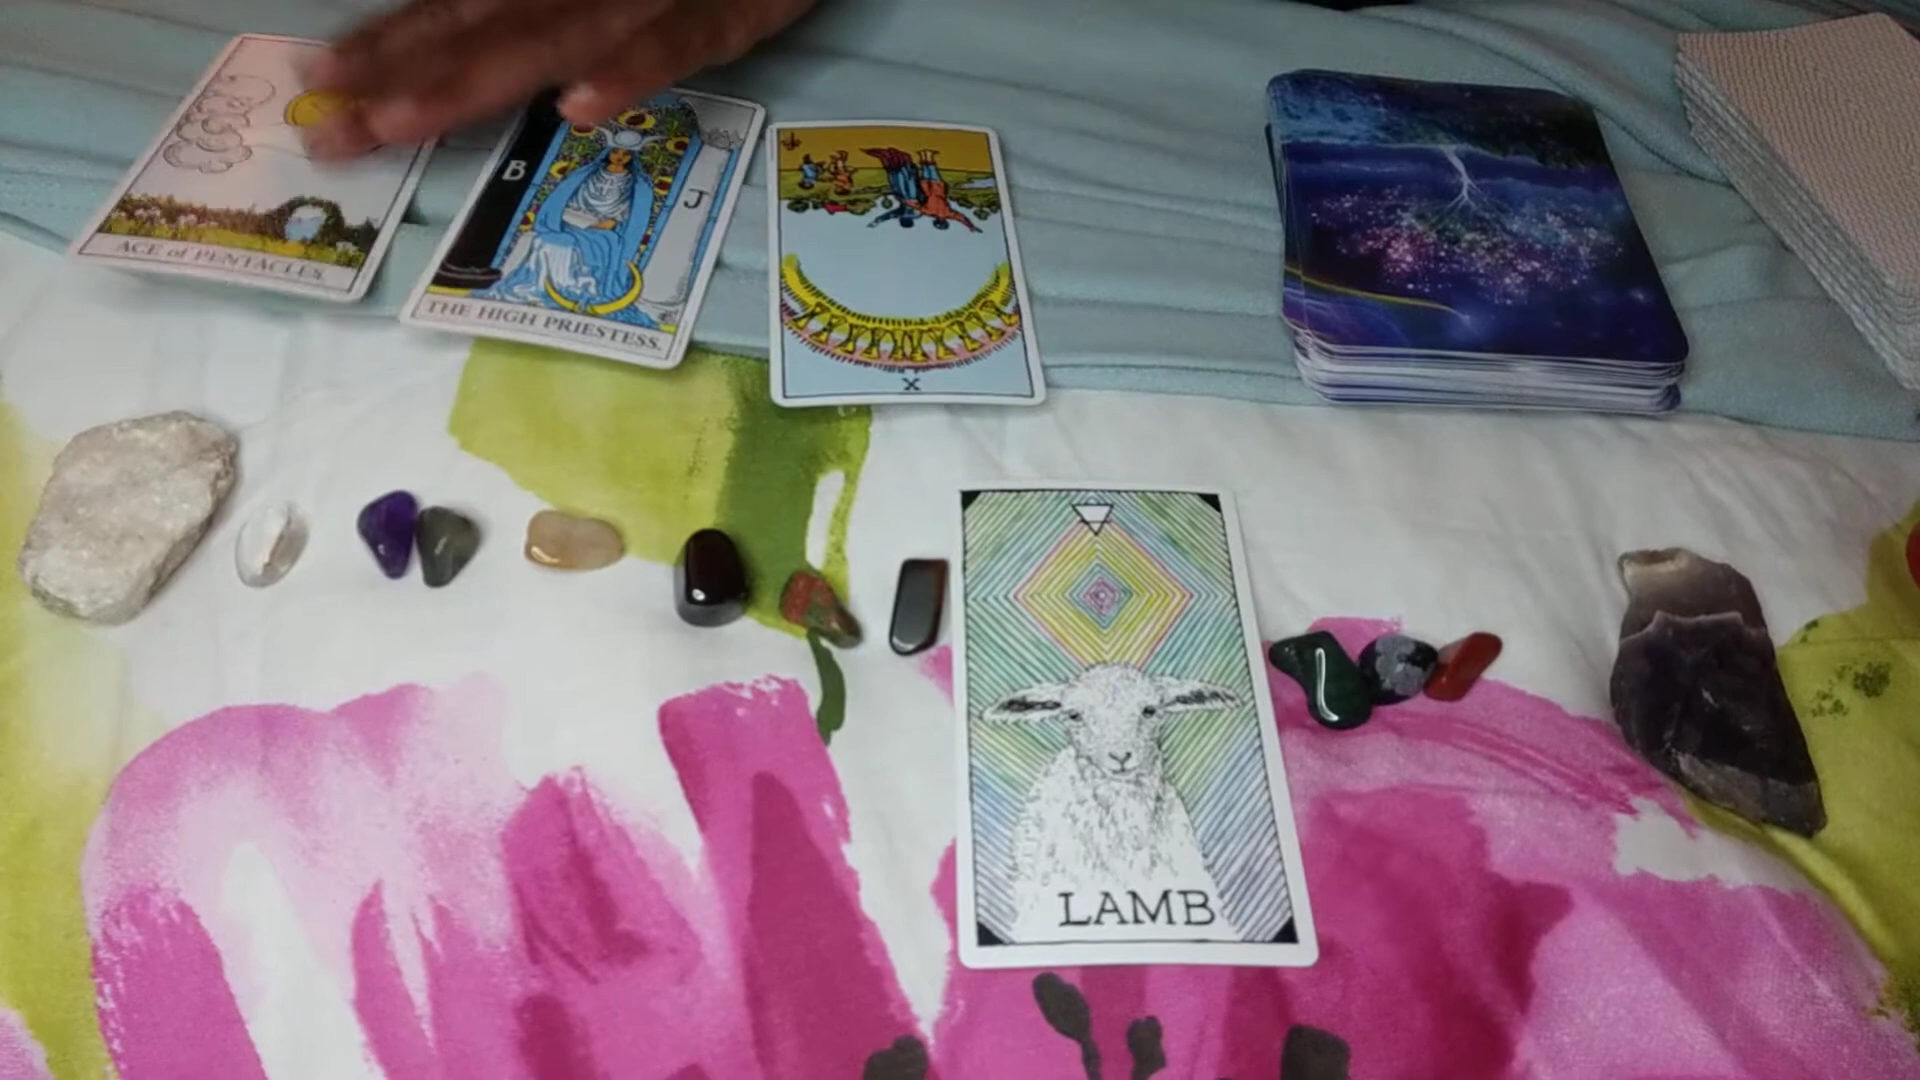 ACE of PENTACLES.
B
J
THE HIGH PRIESTESS.
X
LAMB